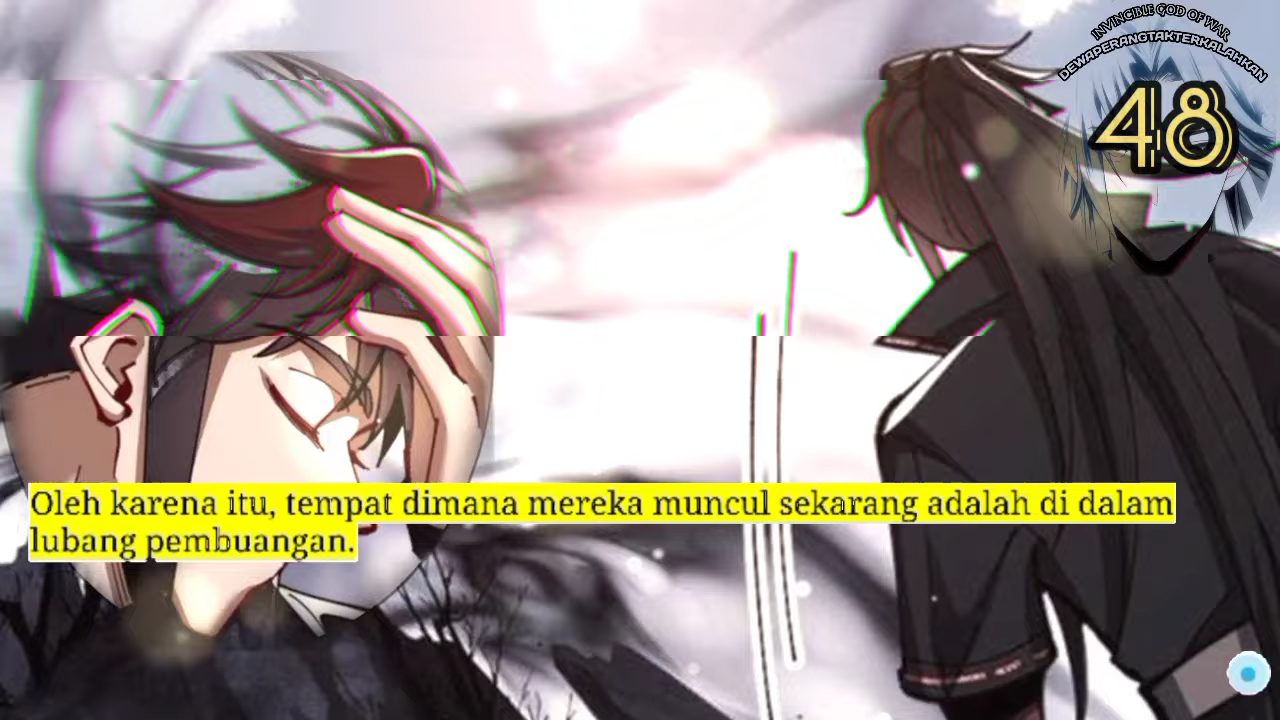 INVINCIBLE GOD OF WAR
DEWAPERANGTAKTERKALAHKAN
48
Oleh karena itu, tempat dimana mereka muncul sekarang adalah di dalam
lubang pembuangan.